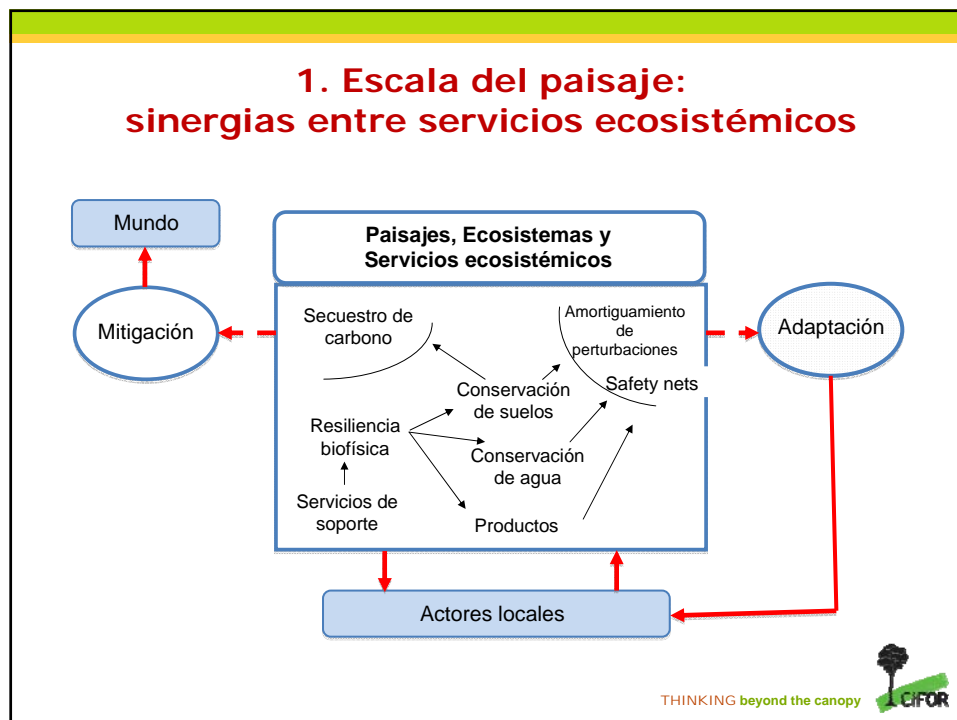 1. Escala del paisaje:
sinergias entre servicios ecosistémicos
Mundo
Paisajes, Ecosistemas y
Servicios ecosistémicos
Mitigación
Secuestro de
carbono
Amortiguamiento
de
perturbaciones
Safety nets
Adaptación
Conservación
de suelos
Resiliencia
biofísica
Conservación
de agua
Servicios de
soporte
Productos
Actores locales
THINKING beyond the canopy
CIFOR